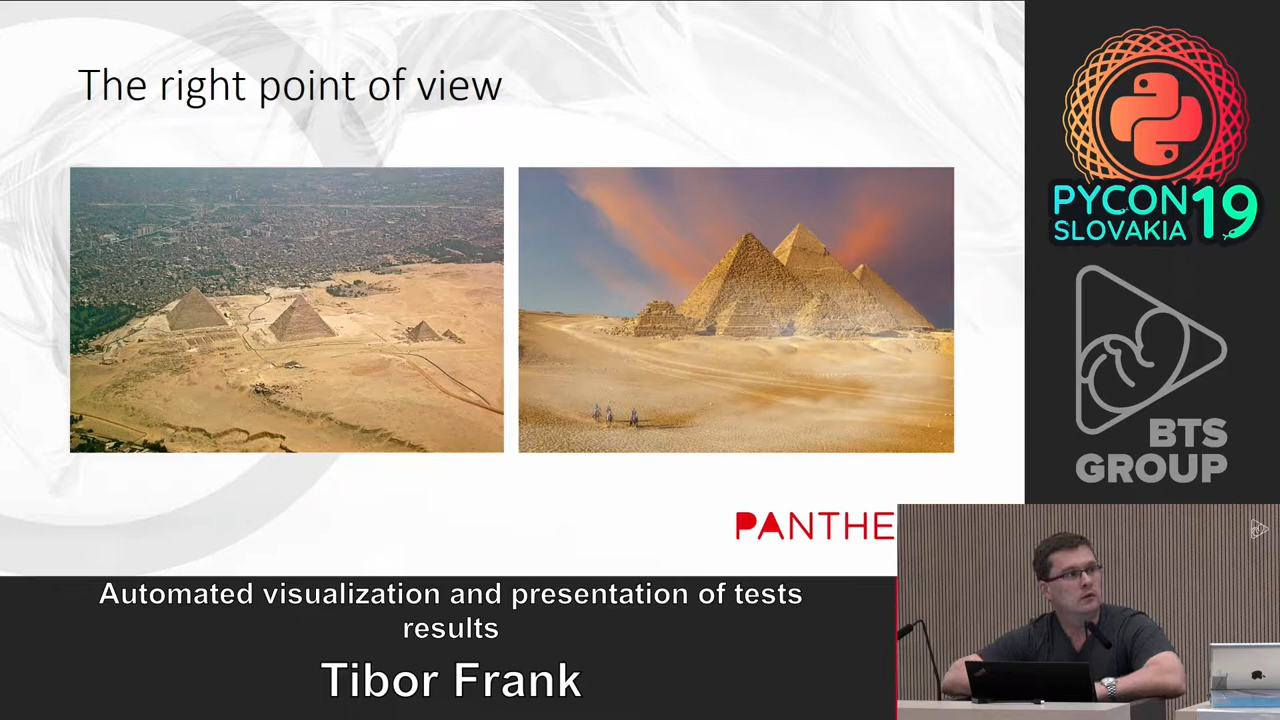 The right point of view
PYCON 19
SLOVAKIA
BTS
GROUP
PANTHE
Automated visualization and presentation of tests
results
Tibor Frank